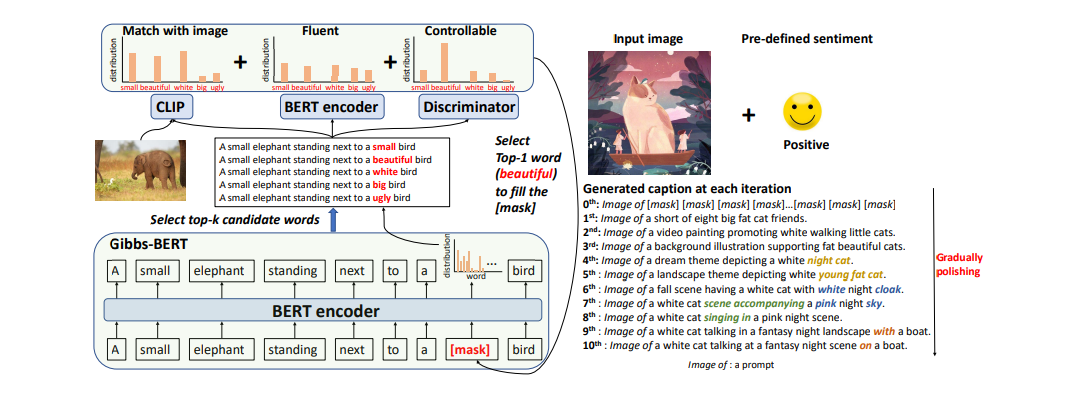 Match with image
Fluent
Controllable
distribution
small beautiful white big ugly
+
distribution
small beautiful white big ugly
+
distribution
small beautiful white big ugly
CLIP
BERT encoder
Discriminator
A small elephant standing next to a small bird
A small elephant standing next to a beautiful bird
A small elephant standing next to a white bird
A small elephant standing next to a big bird
A small elephant standing next to a ugly bird
Select
Top-1 word
(beautiful)
to fill the
[mask]
Select top-k candidate words
Gibbs-BERT
distribution
word
...
A small elephant standing next to a bird
BERT encoder
A small elephant standing next to a [mask] bird
Input image
Pre-defined sentiment
+
Positive
Generated caption at each iteration
0th: Image of [mask] [mask] [mask] [mask]...[mask] [mask] [mask]
1st: Image of a short of eight big fat cat friends.
2nd: Image of a video painting promoting white walking little cats.
3rd: Image of a background illustration supporting fat beautiful cats.
4th: Image of a dream theme depicting a white night cat.
5th : Image of a landscape theme depicting white young fat cat.
6th : Image of a fall scene having a white cat with white night cloak.
7th : Image of a white cat scene accompanying a pink night sky.
8th : Image of a white cat singing in a pink night scene.
9th : Image of a white cat talking in a fantasy night landscape with a boat.
10th : Image of a white cat talking at a fantasy night scene on a boat.
Gradually
polishing
Image of : a prompt